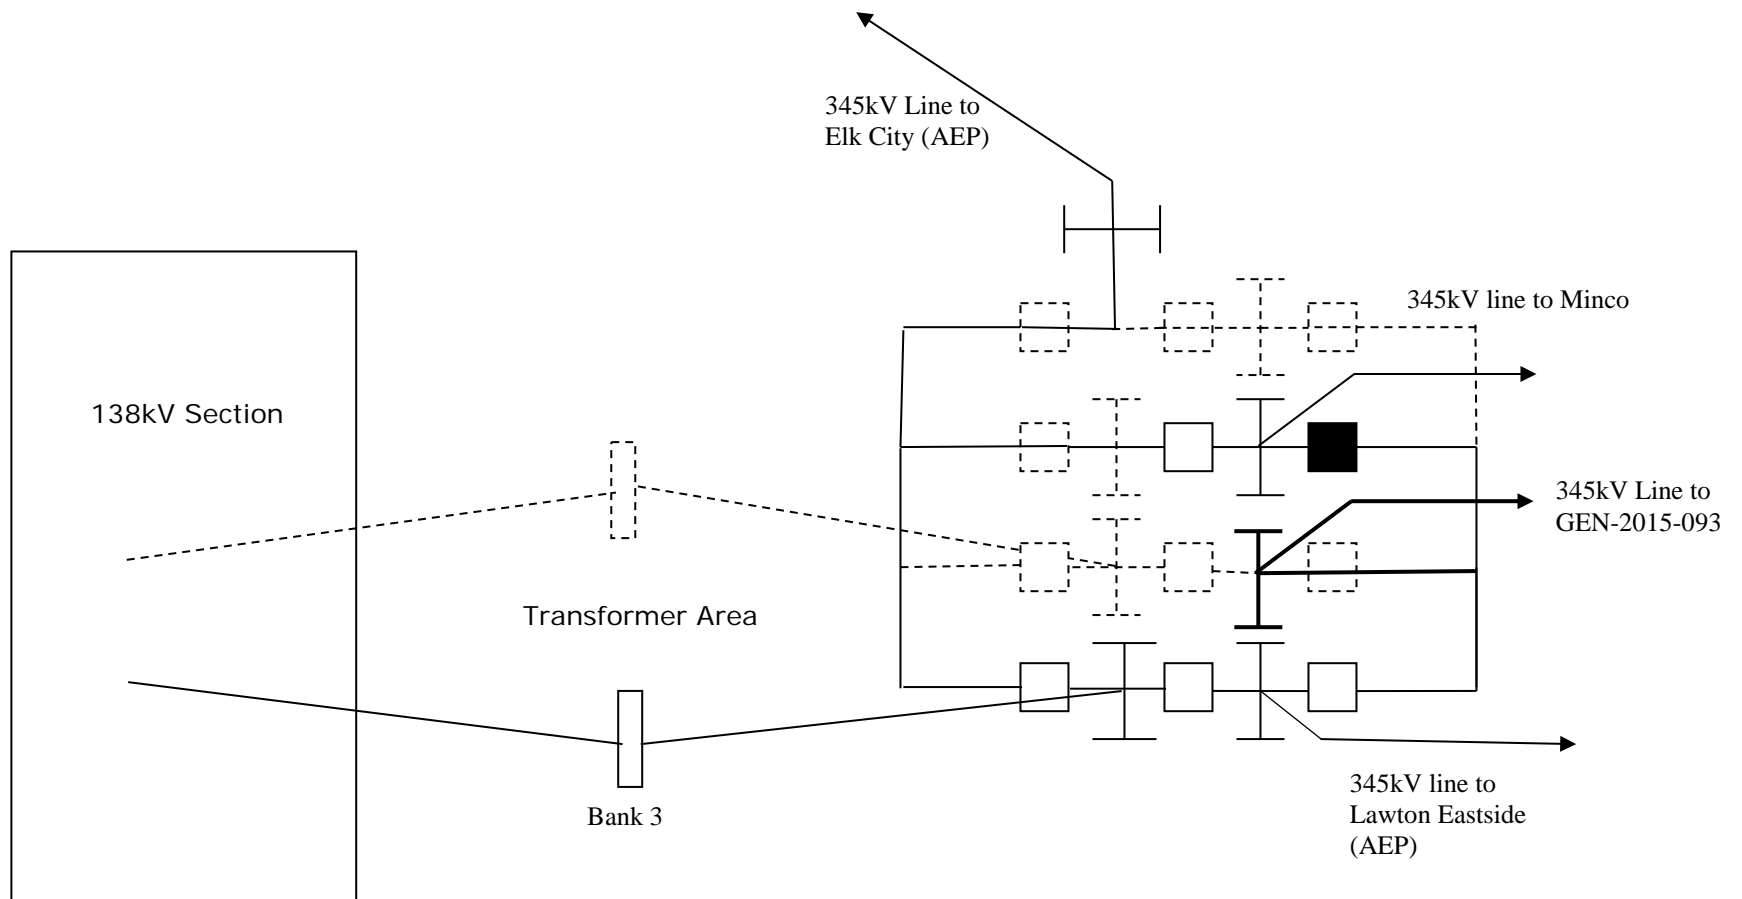 345kV Line to
Elk City (AEP)
345kV line to Minco
138kV Section
345kV Line to
GEN-2015-093
Transformer Area
Bank 3
345kV line to
Lawton Eastside
(AEP)